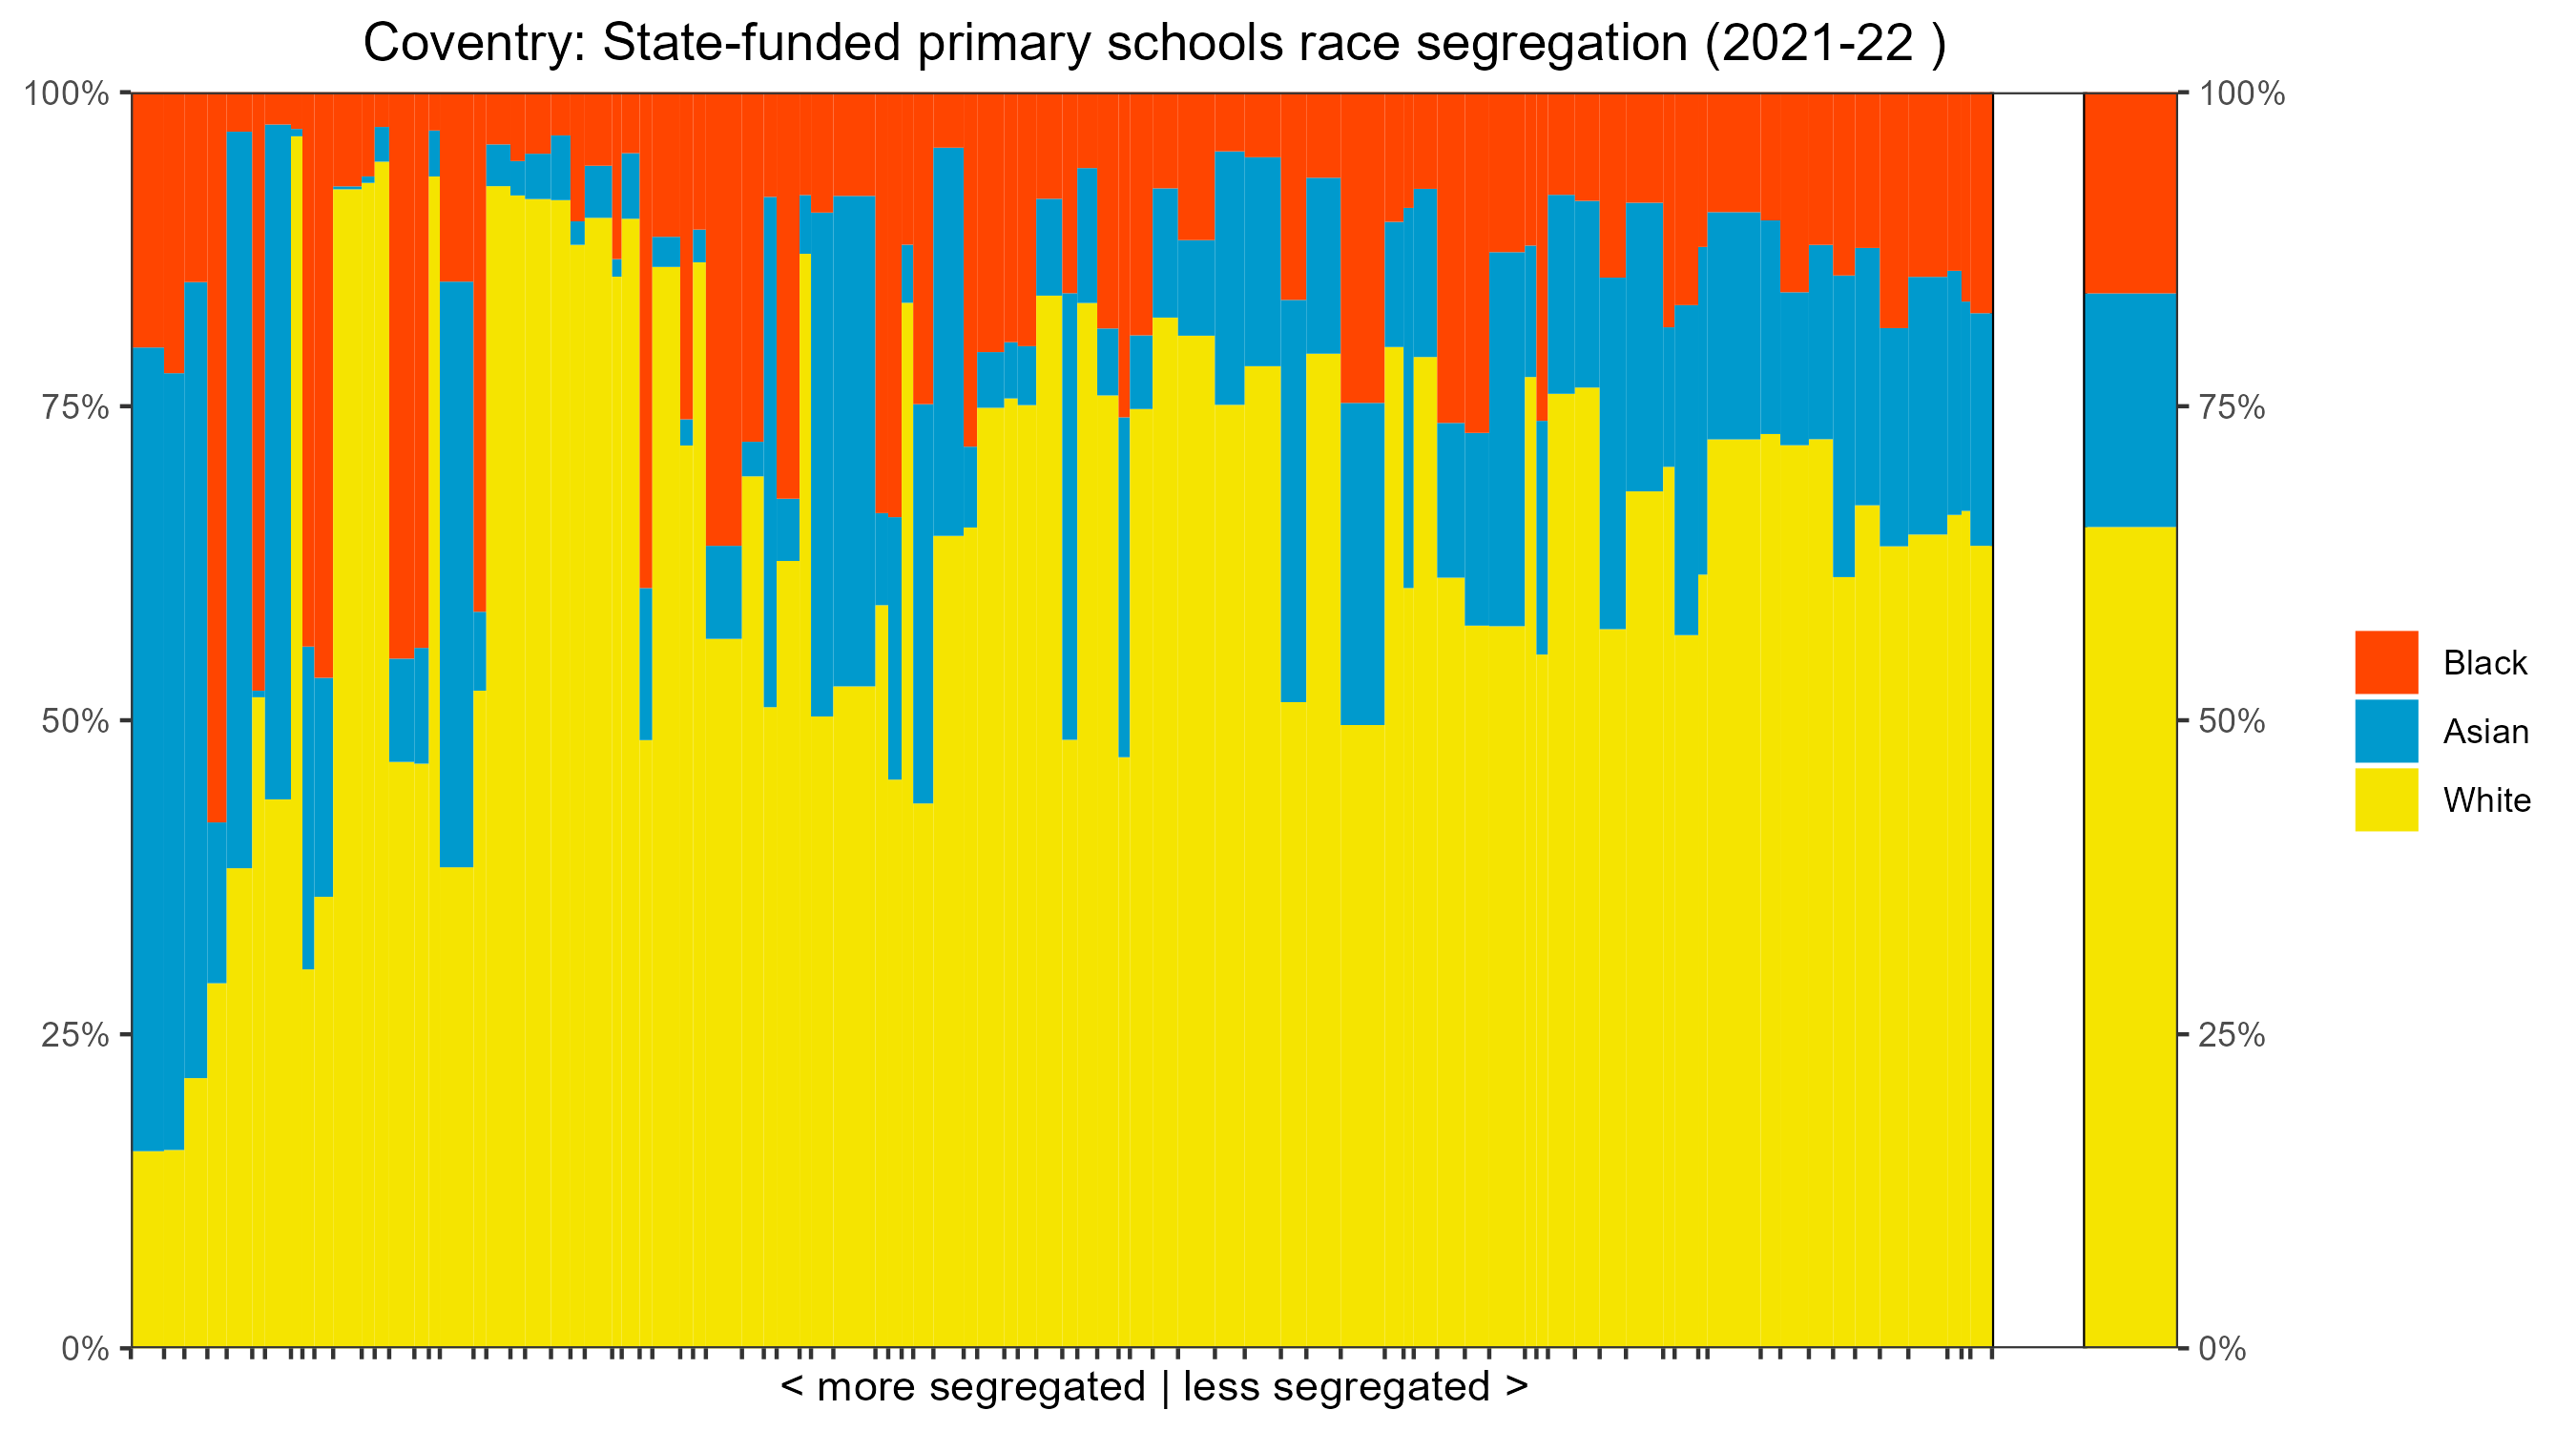 Coventry: State-funded primary schools race segregation (2021-22 )
100%
75%
50%
25%
0%
100%
75%
50%
25%
0%
Black
Asian
White
< more segregated | less segregated >